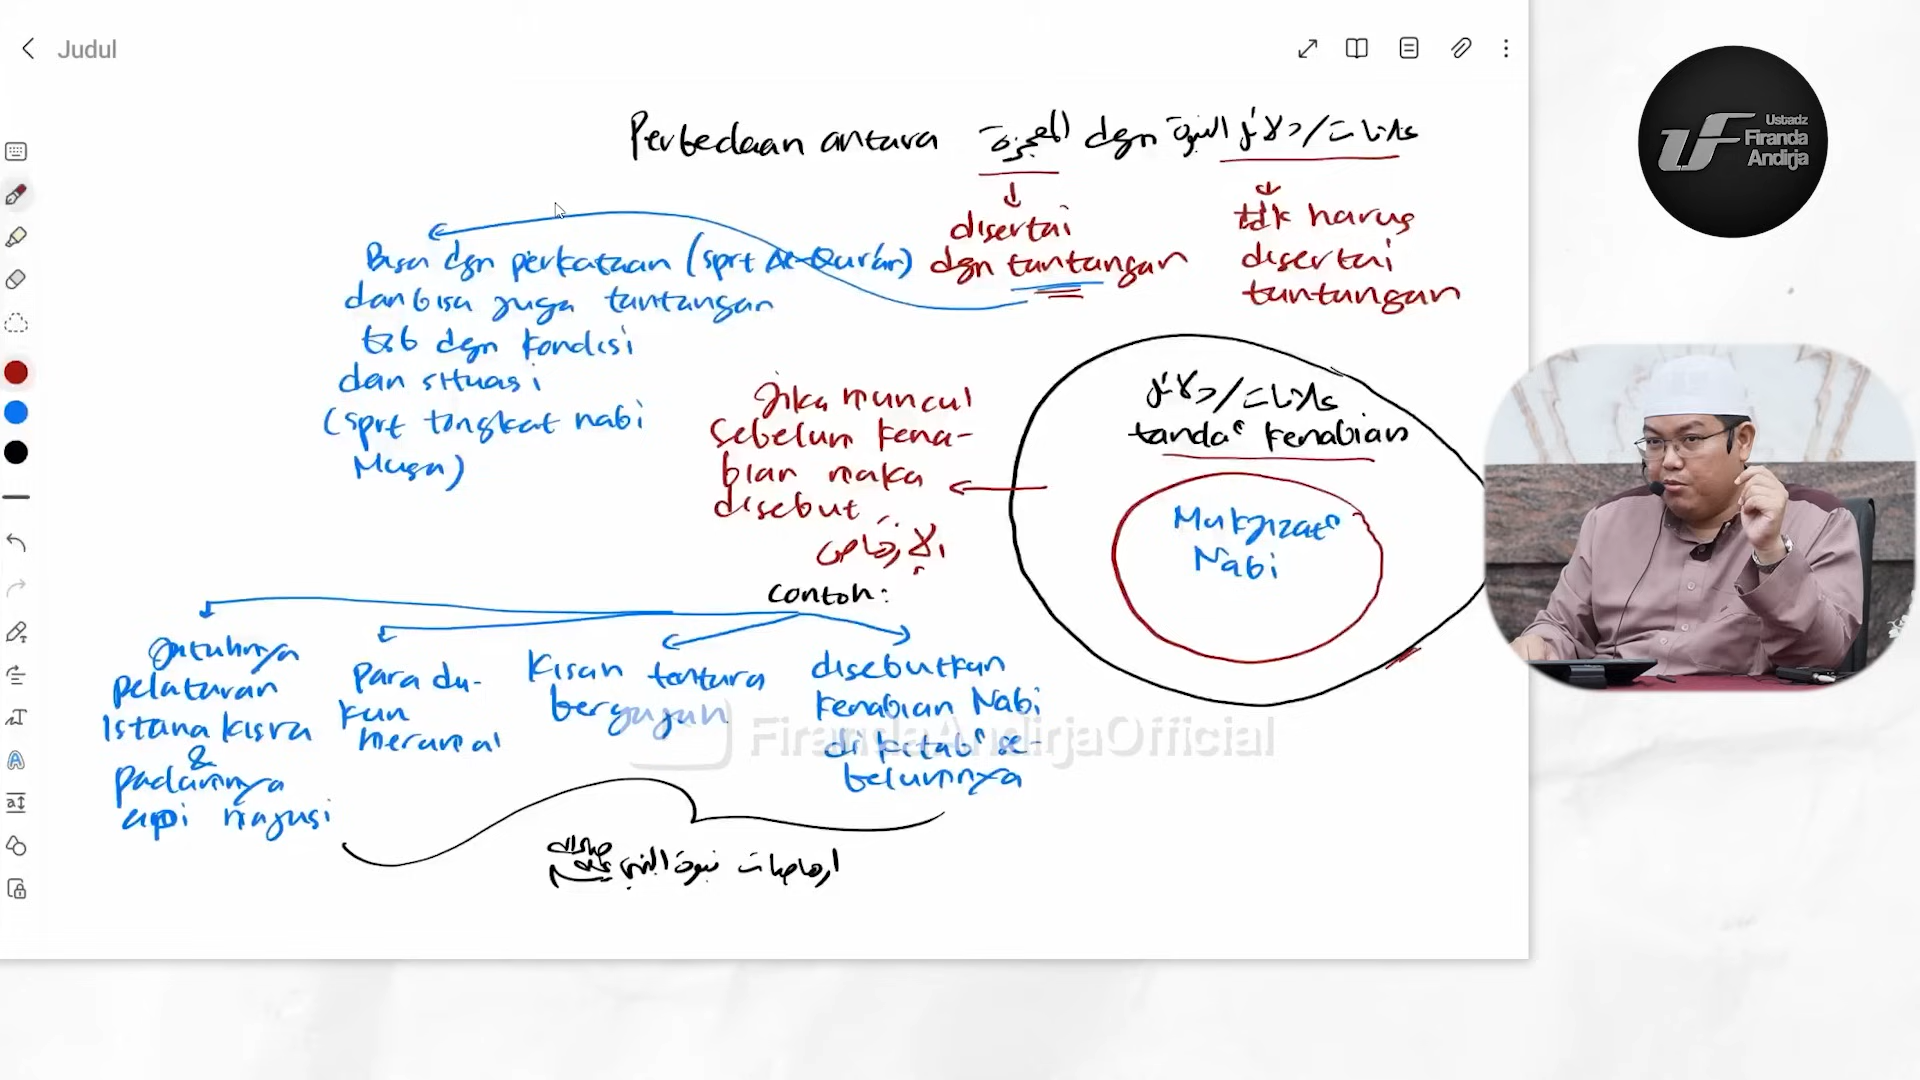 Judul
Ustadz
Firanda
Andirja
Perbedaan antara المعجزة dgn علامات/دلائل النبوة
disertai
dgn tantangan
tdk harus
disertai
tantangan
Bisa dgn perkataan (sprt Al-Qur'an)
dan bisa juga tantangan
tsb dgn kondisi
dan situasi
(sprt tongkat nabi
Musa)
jika muncul
sebelum kena-
bian maka
disebut
الإرهاص
علامات/دلائل
tanda² kenabian
Mukjizat²
Nabi
contoh:
Jatuhnya
pelataran
Istana kisra
&
padamnya
api majusi
Para du-
kun
meramal
Kisah tentara
bergajah
disebutkan
kenabian Nabi
di kitab² se-
belumnya
FirandaAndirjaOfficial
ارهاصات نبوة النبي صلى الله عليه وسلم